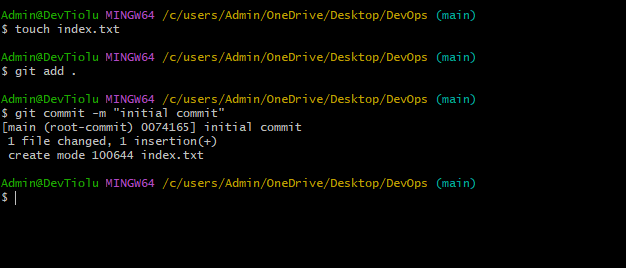 Admin@DevTiolu MINGW64 /c/users/Admin/OneDrive/Desktop/DevOps (main)
$ touch index.txt
Admin@DevTiolu MINGW64 /c/users/Admin/OneDrive/Desktop/DevOps (main)
$ git add .
Admin@DevTiolu MINGW64 /c/users/Admin/OneDrive/Desktop/DevOps (main)
$ git commit -m "initial commit"
[main (root-commit) 0074165] initial commit
 1 file changed, 1 insertion(+)
 create mode 100644 index.txt
Admin@DevTiolu MINGW64 /c/users/Admin/OneDrive/Desktop/DevOps (main)
$